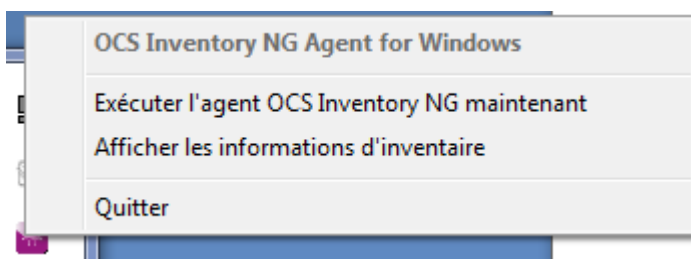 OCS Inventory NG Agent for Windows
Exécuter l'agent OCS Inventory NG maintenant
Afficher les informations d'inventaire
Quitter